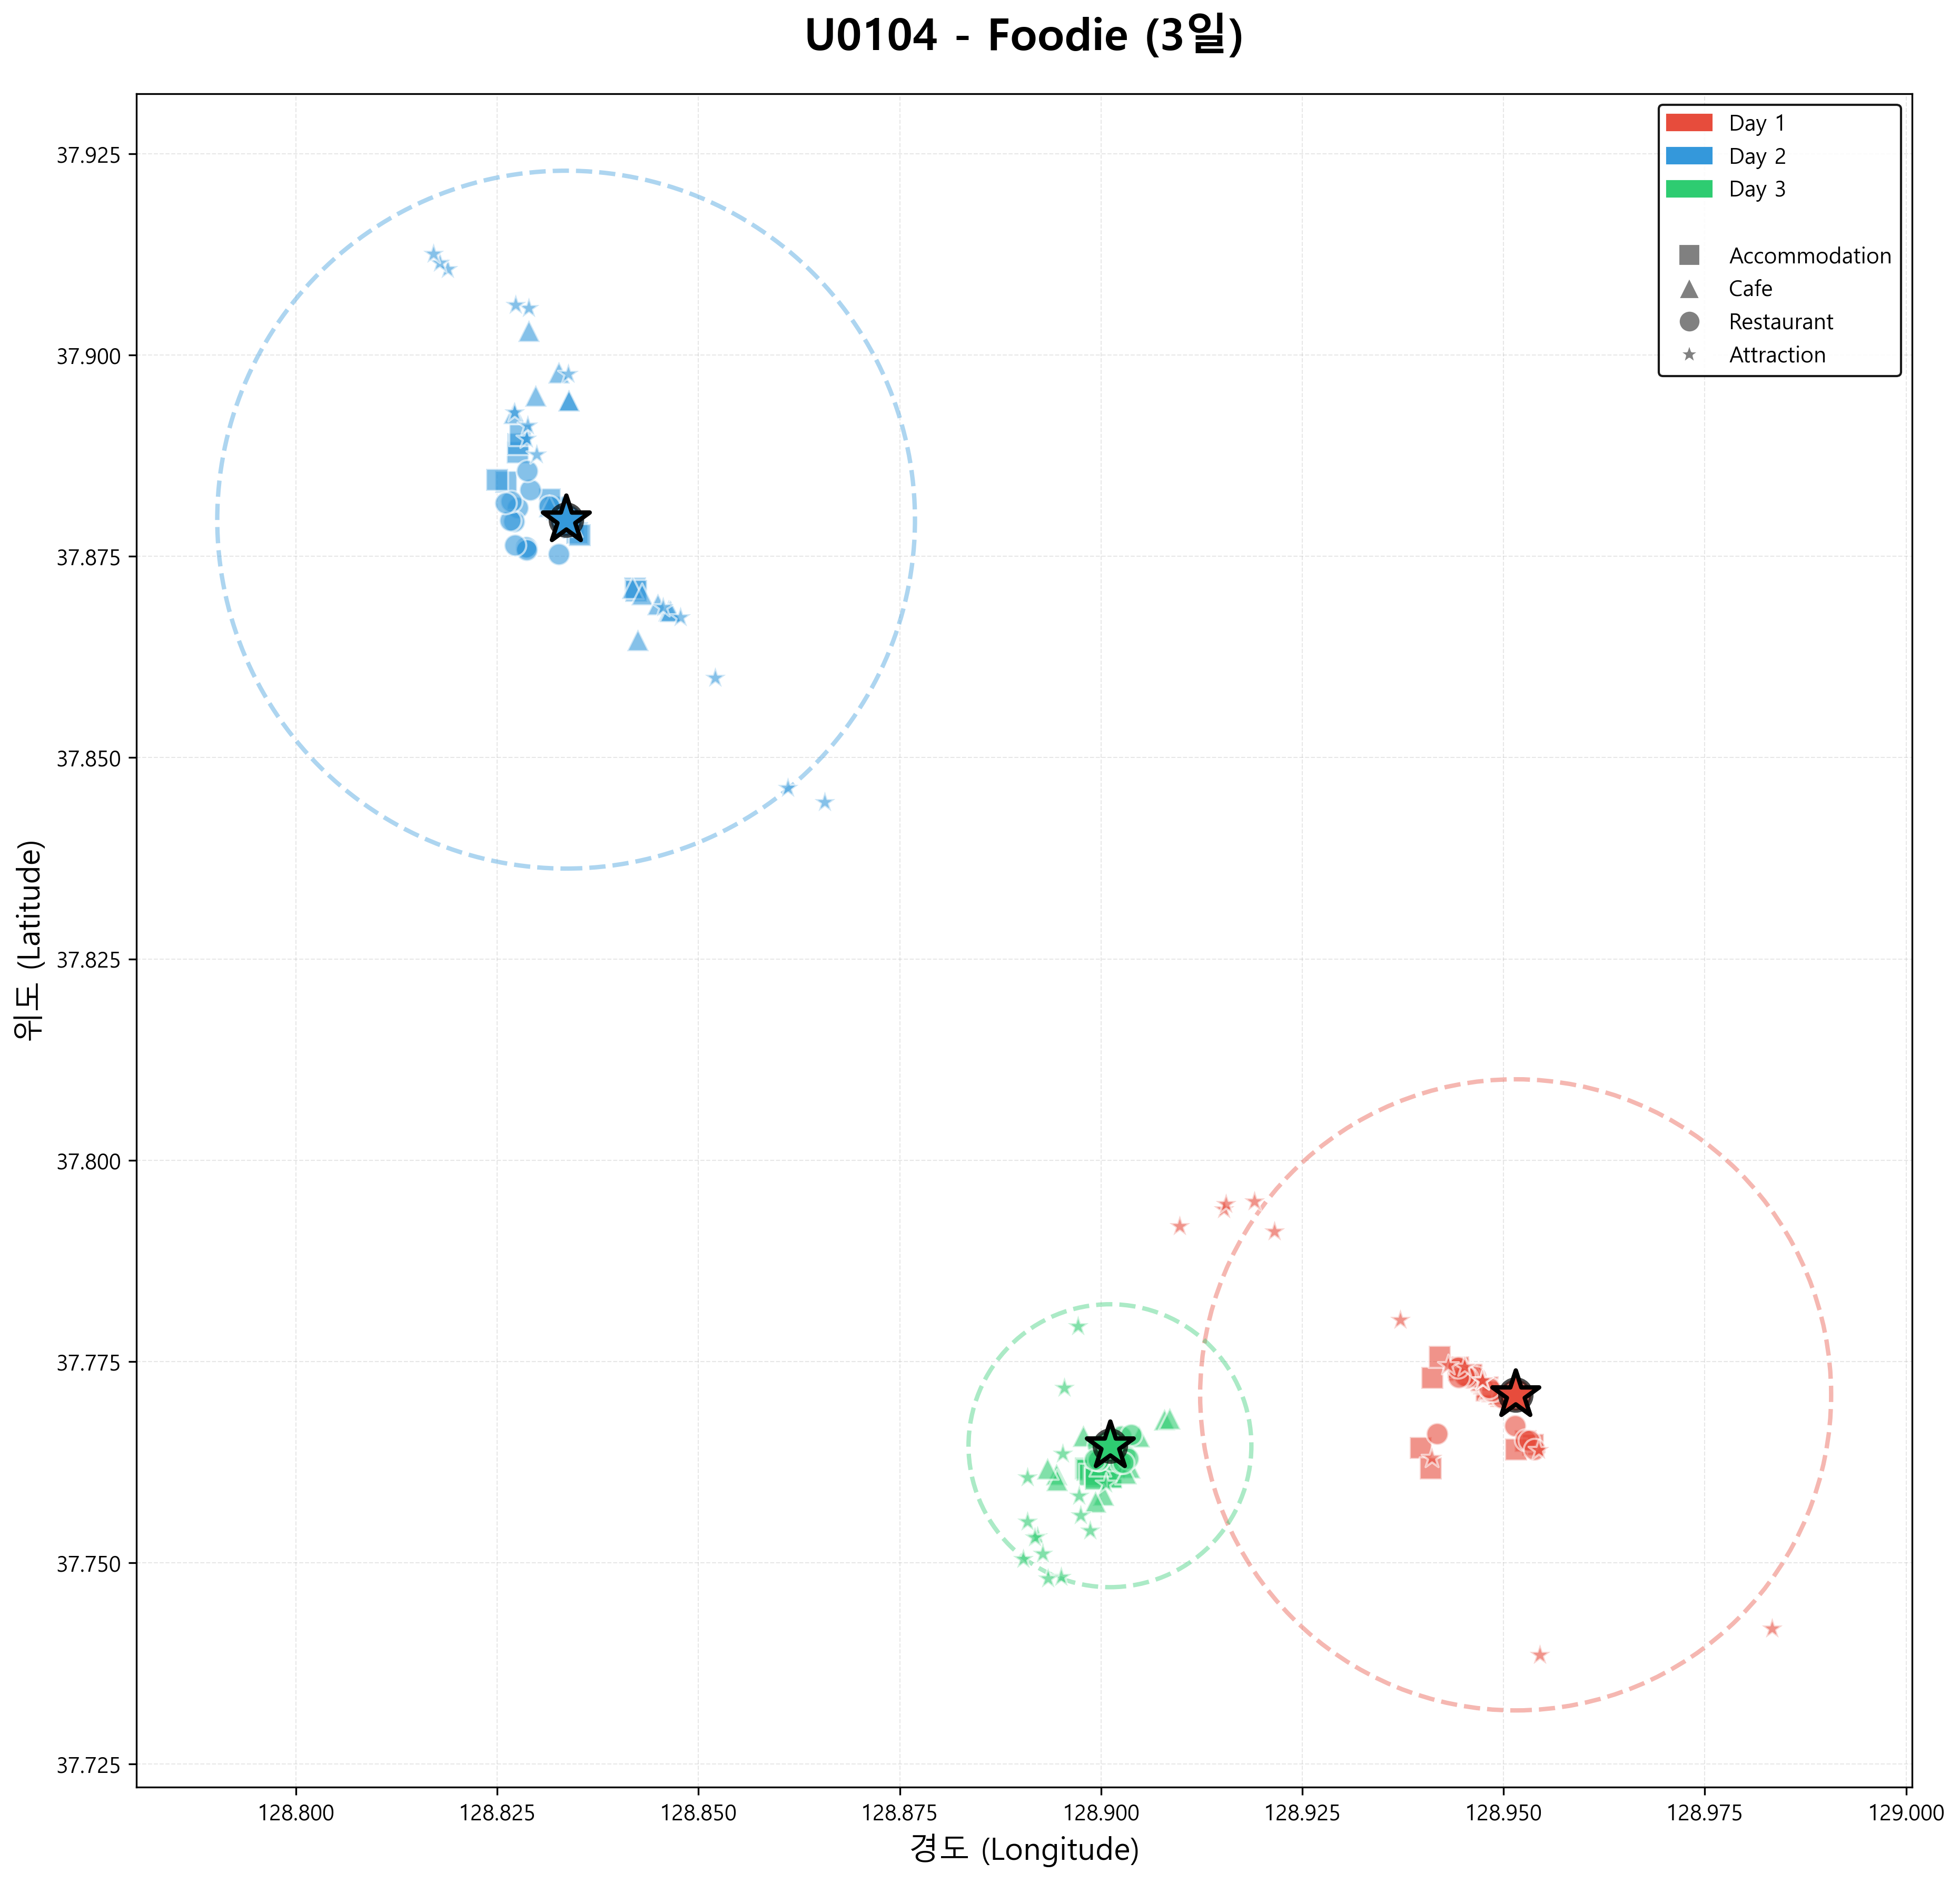 U0104 - Foodie (3일)
Day 1
Day 2
Day 3
Accommodation
Cafe
Restaurant
Attraction
위도 (Latitude)
37.925
37.900
37.875
37.850
37.825
37.800
37.775
37.750
37.725
128.800 128.825 128.850 128.875 128.900 128.925 128.950 128.975 129.000
경도 (Longitude)